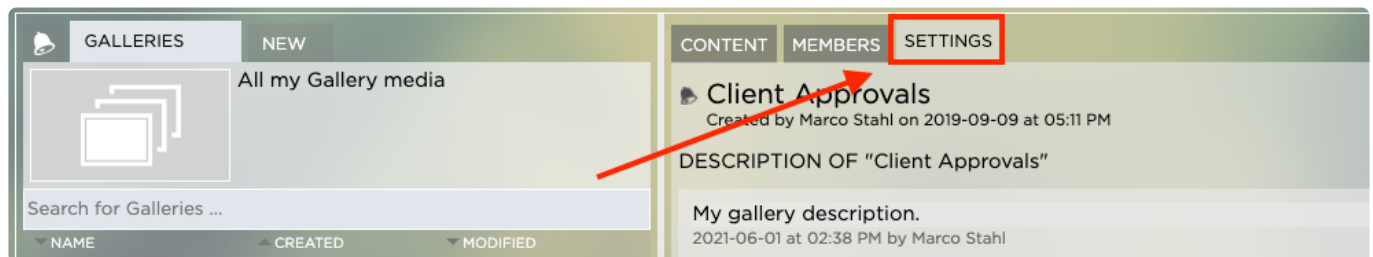 GALLERIES
NEW
All my Gallery media
Search for Galleries ...
NAME
CREATED
MODIFIED
CONTENT
MEMBERS
SETTINGS
Client Approvals
Created by Marco Stahl on 2019-09-09 at 05:11 PM
DESCRIPTION OF "Client Approvals"
My gallery description.
2021-06-01 at 02:38 PM by Marco Stahl